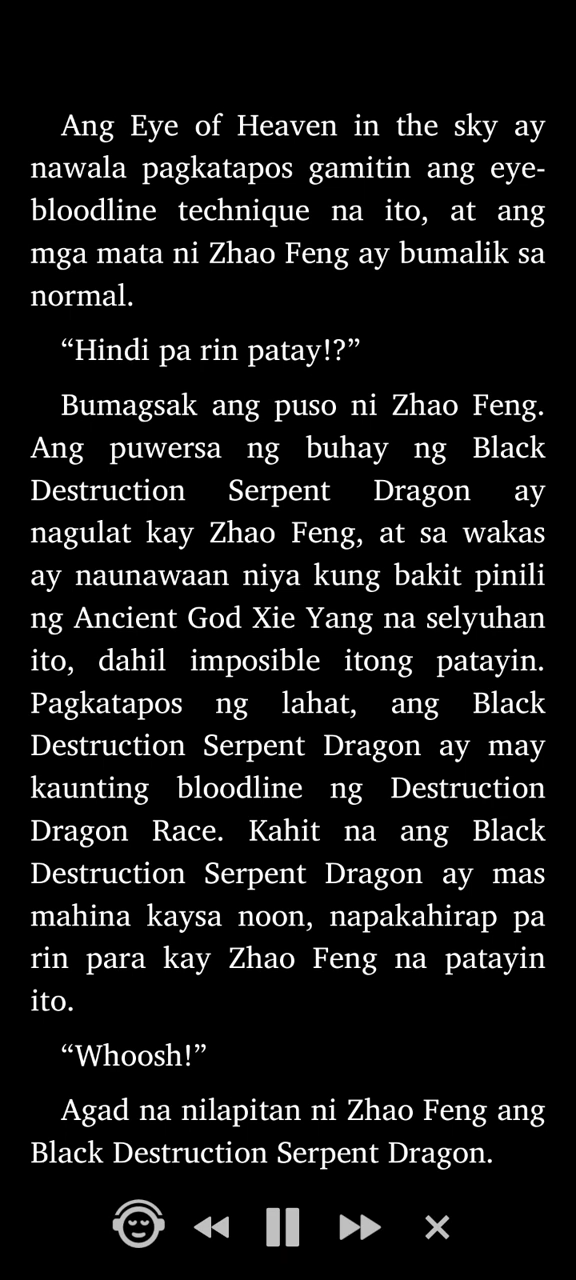 Ang Eye of Heaven in the sky ay
nawala pagkatapos gamitin ang eye-
bloodline technique na ito, at ang
mga mata ni Zhao Feng ay bumalik sa
normal.
“Hindi pa rin patay!?”
Bumagsak ang puso ni Zhao Feng.
Ang puwersa ng buhay ng Black
Destruction Serpent Dragon ay
nagulat kay Zhao Feng, at sa wakas
ay naunawaan niya kung bakit pinili
ng Ancient God Xie Yang na selyuhan
ito, dahil imposible itong patayin.
Pagkatapos ng lahat, ang Black
Destruction Serpent Dragon ay may
kaunting bloodline ng Destruction
Dragon Race. Kahit na ang Black
Destruction Serpent Dragon ay mas
mahina kaysa noon, napakahirap pa
rin para kay Zhao Feng na patayin
ito.
“Whoosh!”
Agad na nilapitan ni Zhao Feng ang
Black Destruction Serpent Dragon.